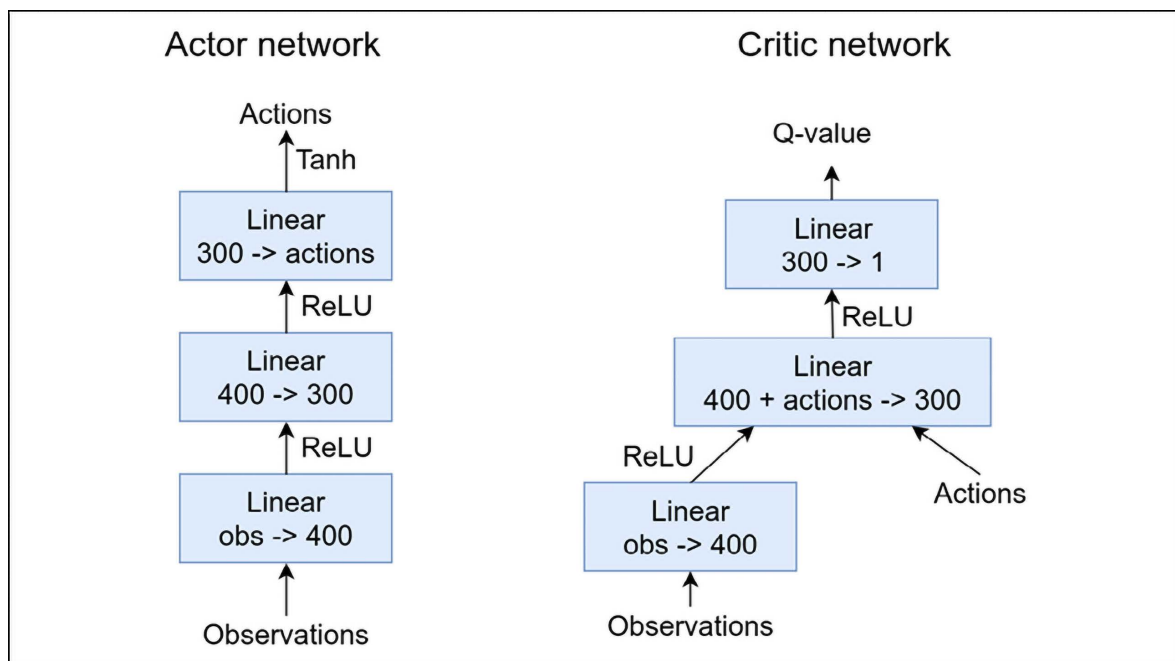 Actor network
Actions
Tanh
Linear
300 -> actions
ReLU
Linear
400 -> 300
ReLU
Linear
obs -> 400
Observations
Critic network
Q-value
Linear
300 -> 1
ReLU
Linear
400 + actions -> 300
ReLU
Actions
Linear
obs -> 400
Observations